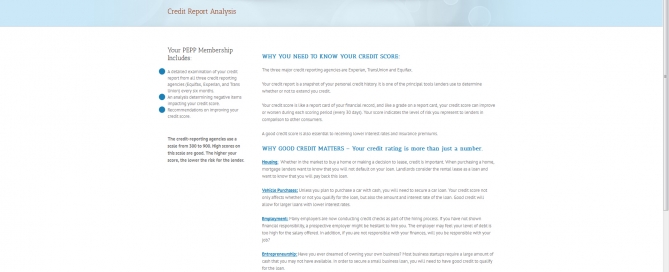 Credit Report Analysis
Your PEPP Membership
Includes:
A detailed examination of your credit
report from all three credit reporting
agencies (Equifax, Experian, and Trans
Union) every six months
An analysis determining negative items
impacting your credit score.
Recommendations on improving your
credit score.
The credit reporting agencies use a
scale from 300 to 900. High scores on
this scale are good. The higher your
score, the lower the risk for the lender.
WHY YOU NEED TO KNOW YOUR CREDIT SCORE:
The three major credit reporting agencies are Experian, TransUnion and Equifax.
Your credit report is a snapshot of your personal credit history. It is one of the principal tools lenders use to determine
whether or not to extend you credit.
Your credit score is like a report card of your financial record, and like a grade on a report card, your credit score can improve
or worsen during each scoring period (every 30 days). Your score indicates the level of risk you represent to lenders in
comparison to other consumers.
A good credit score is also essential to receiving lower interest rates and insurance premiums.
WHY GOOD CREDIT MATTERS – Your credit rating is more than just a number.
Housing: Whether in the market to buy a home or making a decision to lease, credit is important. When purchasing a home,
mortgage lenders want to know that you will not default on your loan. Landlords consider the rental lease as a loan and
want to know that you will pay back this loan.
Vehicle Purchases: Unless you plan to purchase a car with cash, you will need to secure a car loan. Your credit score not
only affects whether or not you qualify for the loan, but also the amount and interest rate of the loan. Good credit will
allow for larger loans with lower interest rates.
Employment: Many employers are now conducting credit checks as part of the hiring process. If you have not shown
financial responsibility, a prospective employer might be hesitant to hire you. The employer may feel your level of debt is
too high for the salary offered. In addition, if you are not responsible with your finances, will you be responsible with your
job?
Entrepreneurship: Have you ever dreamed of owning your own business? Most business startups require a large amount of
cash that you may not have available. In order to secure a small business loan, you will need to have good credit to qualify
for the loan.